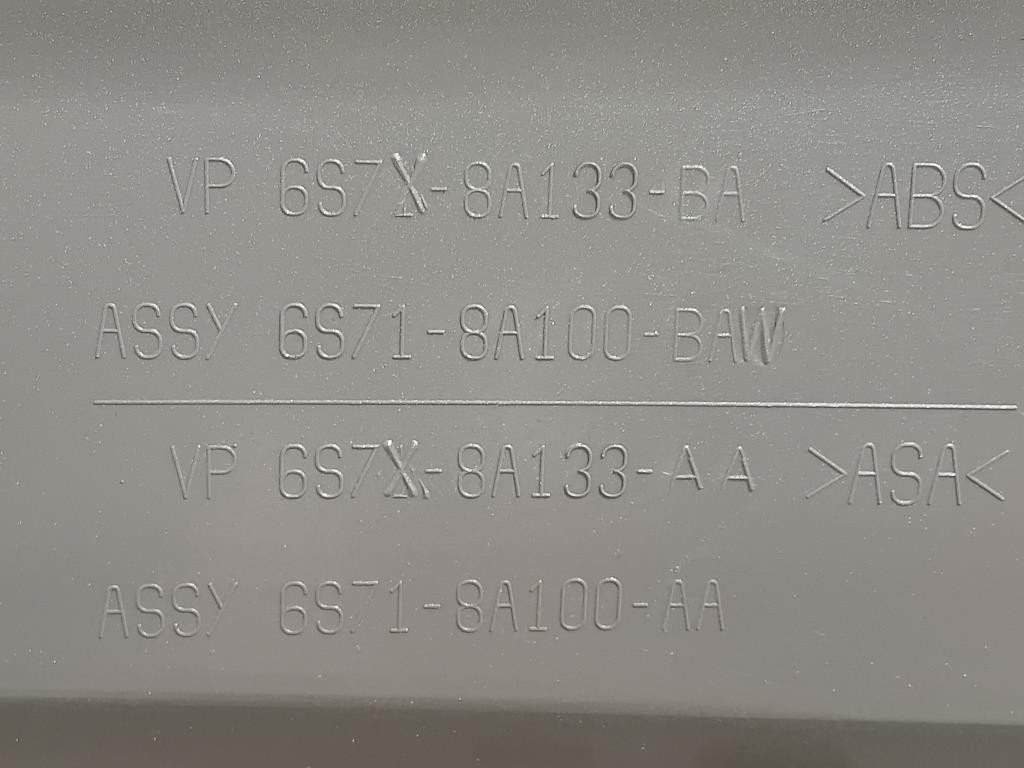 VP 6S7X-8A133-BA >ABS<
ASSY 6S71-8A100-BAW
VP 6S7X-8A133-AA >ASA<
ASSY 6S71-8A100-AA